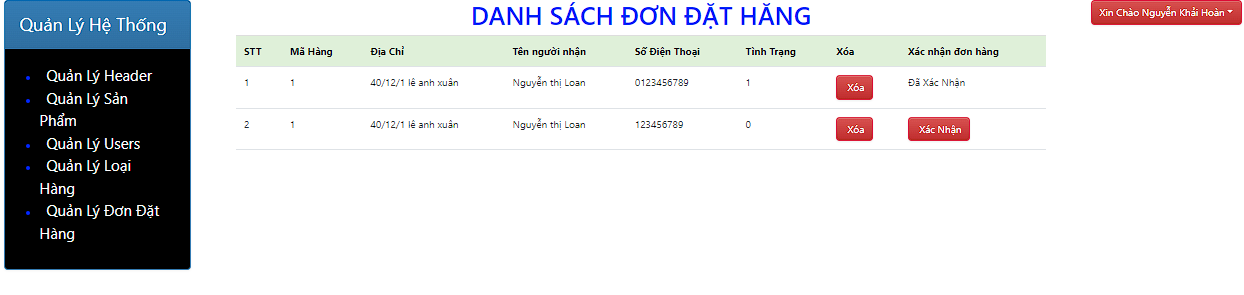 Quản Lý Hệ Thống
Quản Lý Header
Quản Lý Sản
Phẩm
Quản Lý Users
Quản Lý Loại
Hàng
Quản Lý Đơn Đặt
Hàng
DANH SÁCH ĐƠN ĐẶT HĂNG
Xin Chào Nguyễn Khải Hoàn
STT Mã Hàng Địa Chỉ Tên người nhận Số Điện Thoại Tình Trạng Xóa Xác nhận đơn hàng
1 1 40/12/1 lê anh xuân Nguyễn thị Loan 0123456789 1 Xóa Đã Xác Nhận
2 1 40/12/1 lê anh xuân Nguyễn thị Loan 123456789 0 Xóa Xác Nhận